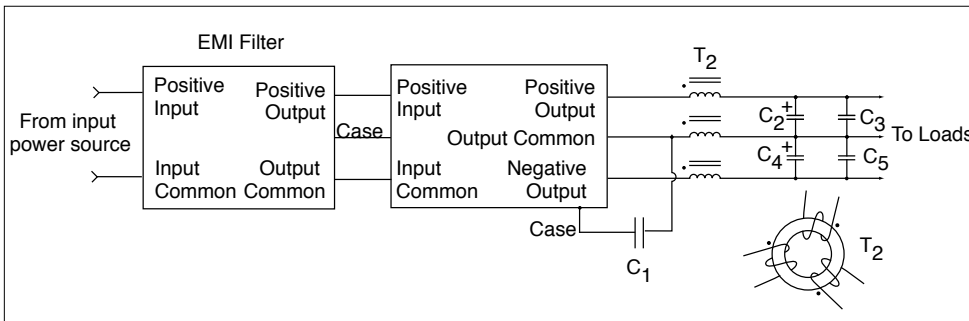 EMI Filter
Positive
Input
Positive
Output
Input
Common
Output
Common
From input
power source
Case
Positive
Input
Positive
Output
Output Common
Input
Common
Negative
Output
Case
C1
T2
C2
+
C3
C4
+
C5
To Loads
T2